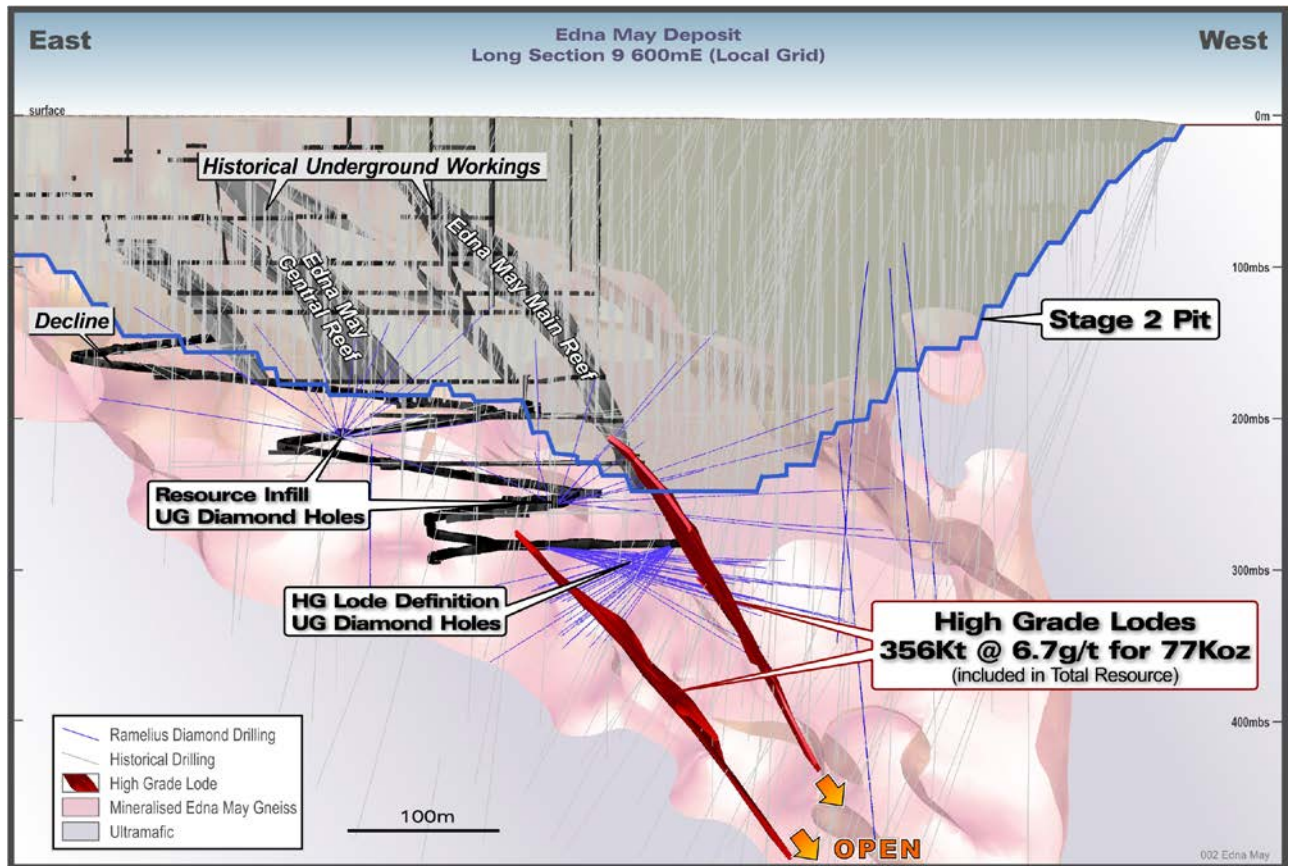 East
Edna May Deposit
Long Section 9 600mE (Local Grid)
West
surface
0m
Historical Underground Workings
Edna May
Central Reef
Edna May Main Reef
100mbs
Stage 2 Pit
Decline
200mbs
Resource Infill
UG Diamond Holes
300mbs
HG Lode Definition
UG Diamond Holes
High Grade Lodes
356Kt @ 6.7g/t for 77Koz
(included in Total Resource)
400mbs
Ramelius Diamond Drilling
Historical Drilling
High Grade Lode
Mineralised Edna May Gneiss
Ultramafic
100m
OPEN
002 Edna May